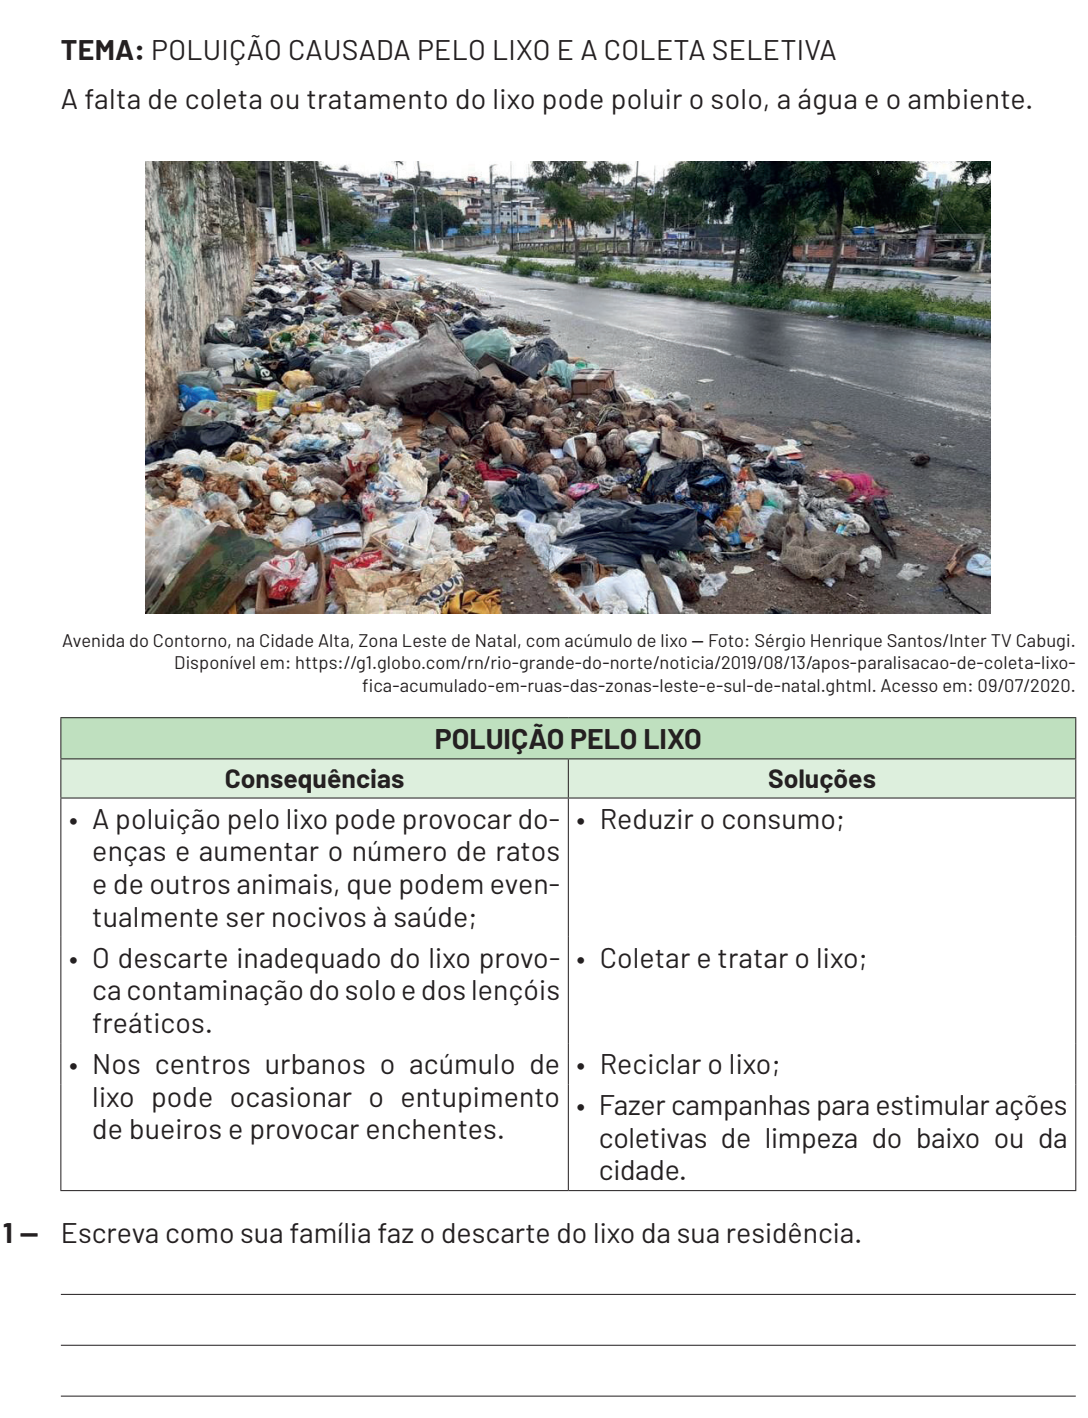 TEMA: POLUIÇÃO CAUSADA PELO LIXO E A COLETA SELETIVA
A falta de coleta ou tratamento do lixo pode poluir o solo, a água e o ambiente.
Avenida do Contorno, na Cidade Alta, Zona Leste de Natal, com acúmulo de lixo — Foto: Sérgio Henrique Santos/Inter TV Cabugi.
Disponível em: https://g1.globo.com/rn/rio-grande-do-norte/noticia/2019/08/13/apos-paralisacao-de-coleta-lixo-
fica-acumulado-em-ruas-das-zonas-leste-e-sul-de-natal.ghtml. Acesso em: 09/07/2020.
POLUIÇÃO PELO LIXO
Consequências
• A poluição pelo lixo pode provocar do-
enças e aumentar o número de ratos
e de outros animais, que podem even-
tualmente ser nocivos à saúde;
• O descarte inadequado do lixo provo-
ca contaminação do solo e dos lençóis
freáticos.
• Nos centros urbanos o acúmulo de
lixo pode ocasionar o entupimento
de bueiros e provocar enchentes.
Soluções
• Reduzir o consumo;
• Coletar e tratar o lixo;
• Reciclar o lixo;
• Fazer campanhas para estimular ações
coletivas de limpeza do baixo ou da
cidade.
1 — Escreva como sua família faz o descarte do lixo da sua residência.